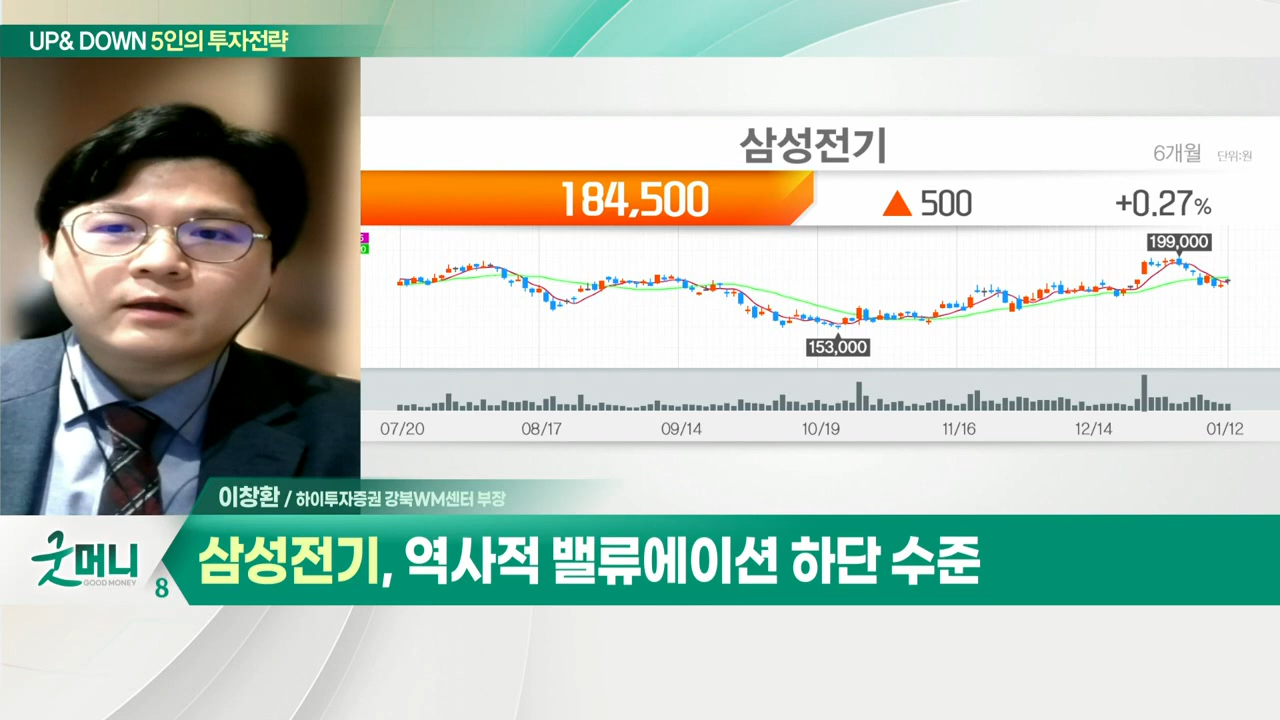 UP& DOWN 5인의 투자전략
삼성전기
6개월 단위:원
184,500 ▲ 500 +0.27%
199,000
153,000
07/20 08/17 09/14 10/19 11/16 12/14 01/12
이창환 / 하이투자증권 강북WM센터 부장
굿머니
GOOD MONEY
8
삼성전기, 역사적 밸류에이션 하단 수준